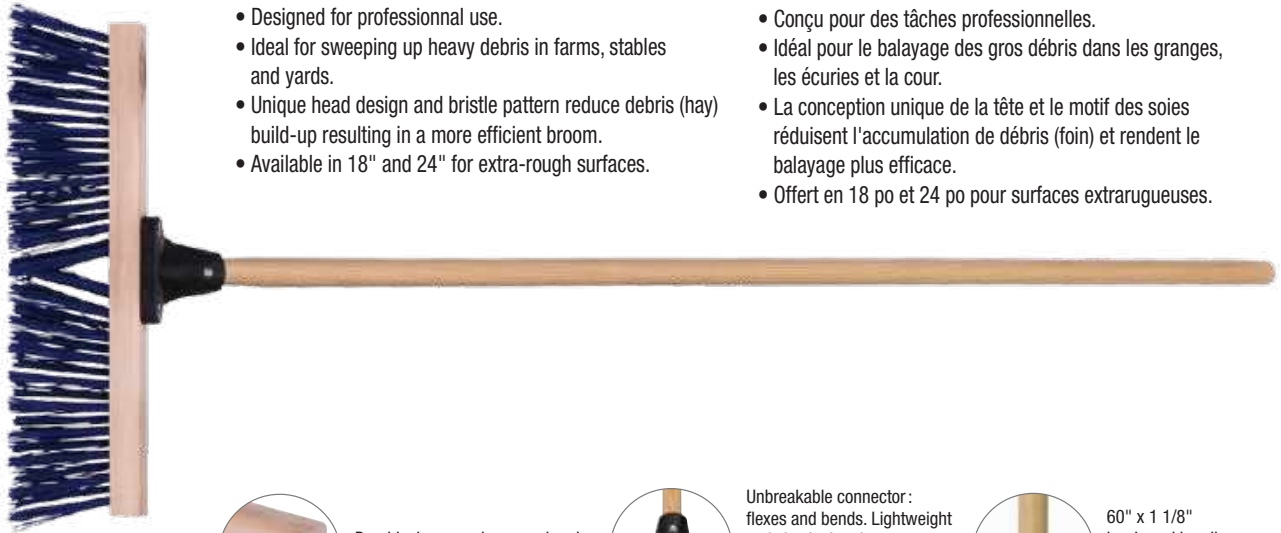 • Designed for professionnal use.
• Ideal for sweeping up heavy debris in farms, stables
and yards.
• Unique head design and bristle pattern reduce debris (hay)
build-up resulting in a more efficient broom.
• Available in 18" and 24" for extra-rough surfaces.
• Conçu pour des tâches professionnelles.
• Idéal pour le balayage des gros débris dans les granges,
les écuries et la cour.
• La conception unique de la tête et le motif des soies
réduisent l'accumulation de débris (foin) et rendent le
balayage plus efficace.
• Offert en 18 po et 24 po pour surfaces extrarugueuses.
Unbreakable connector :
flexes and bends. Lightweight
60" x 1 1/8"